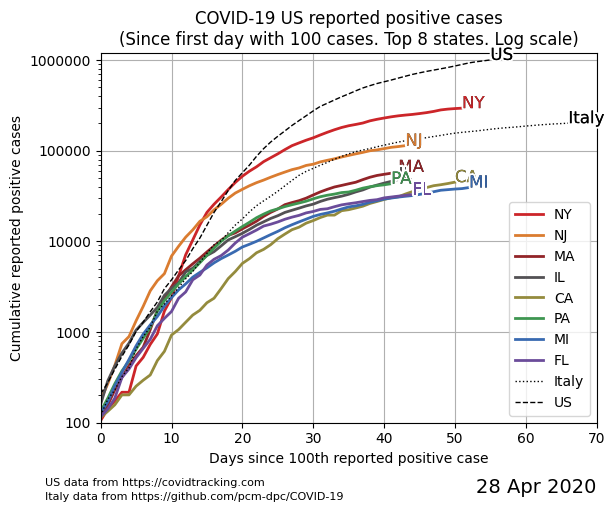 COVID-19 US reported positive cases
(Since first day with 100 cases. Top 8 states. Log scale)
Cumulative reported positive cases
1000000
100000
10000
1000
100
US
NY
Italy
NJ
MA
PA
CA
MI
FL
NY
NJ
MA
IL
CA
PA
MI
FL
Italy
US
0 10 20 30 40 50 60 70
Days since 100th reported positive case
US data from https://covidtracking.com
Italy data from https://github.com/pcm-dpc/COVID-19
28 Apr 2020